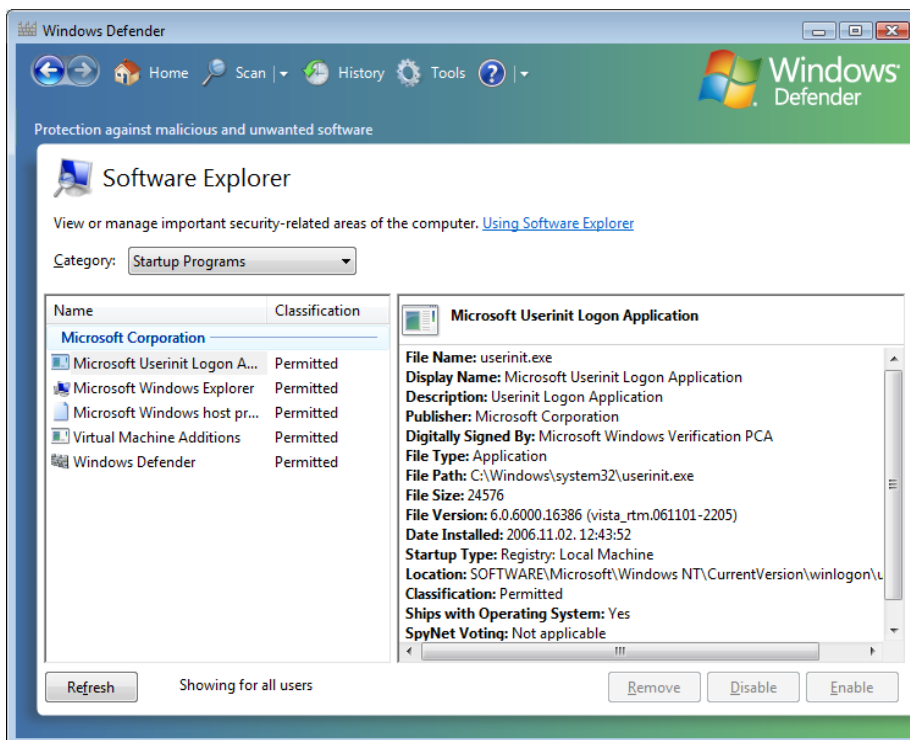 Windows Defender
Home Scan History Tools
Windows
Defender
Protection against malicious and unwanted software
Software Explorer
View or manage important security-related areas of the computer. Using Software Explorer
Category: Startup Programs
Name Classification
Microsoft Corporation
Microsoft Userinit Logon A... Permitted
Microsoft Windows Explorer Permitted
Microsoft Windows host pr... Permitted
Virtual Machine Additions Permitted
Windows Defender Permitted
Microsoft Userinit Logon Application
File Name: userinit.exe
Display Name: Microsoft Userinit Logon Application
Description: Userinit Logon Application
Publisher: Microsoft Corporation
Digitally Signed By: Microsoft Windows Verification PCA
File Type: Application
File Path: C:\Windows\system32\userinit.exe
File Size: 24576
File Version: 6.0.6000.16386 (vista_rtm.061101-2205)
Date Installed: 2006.11.02. 12:43:52
Startup Type: Registry: Local Machine
Location: SOFTWARE\Microsoft\Windows NT\CurrentVersion\winlogon\u
Classification: Permitted
Ships with Operating System: Yes
SpyNet Voting: Not applicable
Refresh Showing for all users Remove Disable Enable